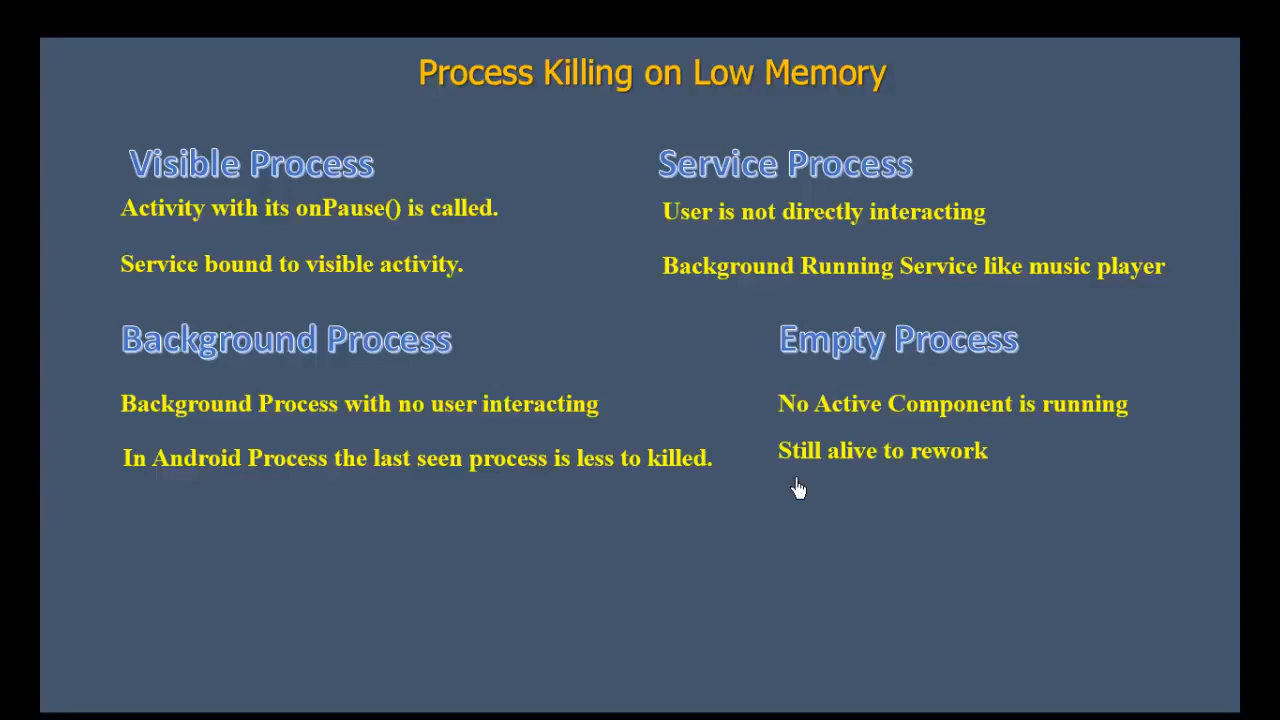 Process Killing on Low Memory
Visible Process
Activity with its onPause() is called.
Service bound to visible activity.
Service Process
User is not directly interacting
Background Running Service like music player
Background Process
Background Process with no user interacting
In Android Process the last seen process is less to killed.
Empty Process
No Active Component is running
Still alive to rework